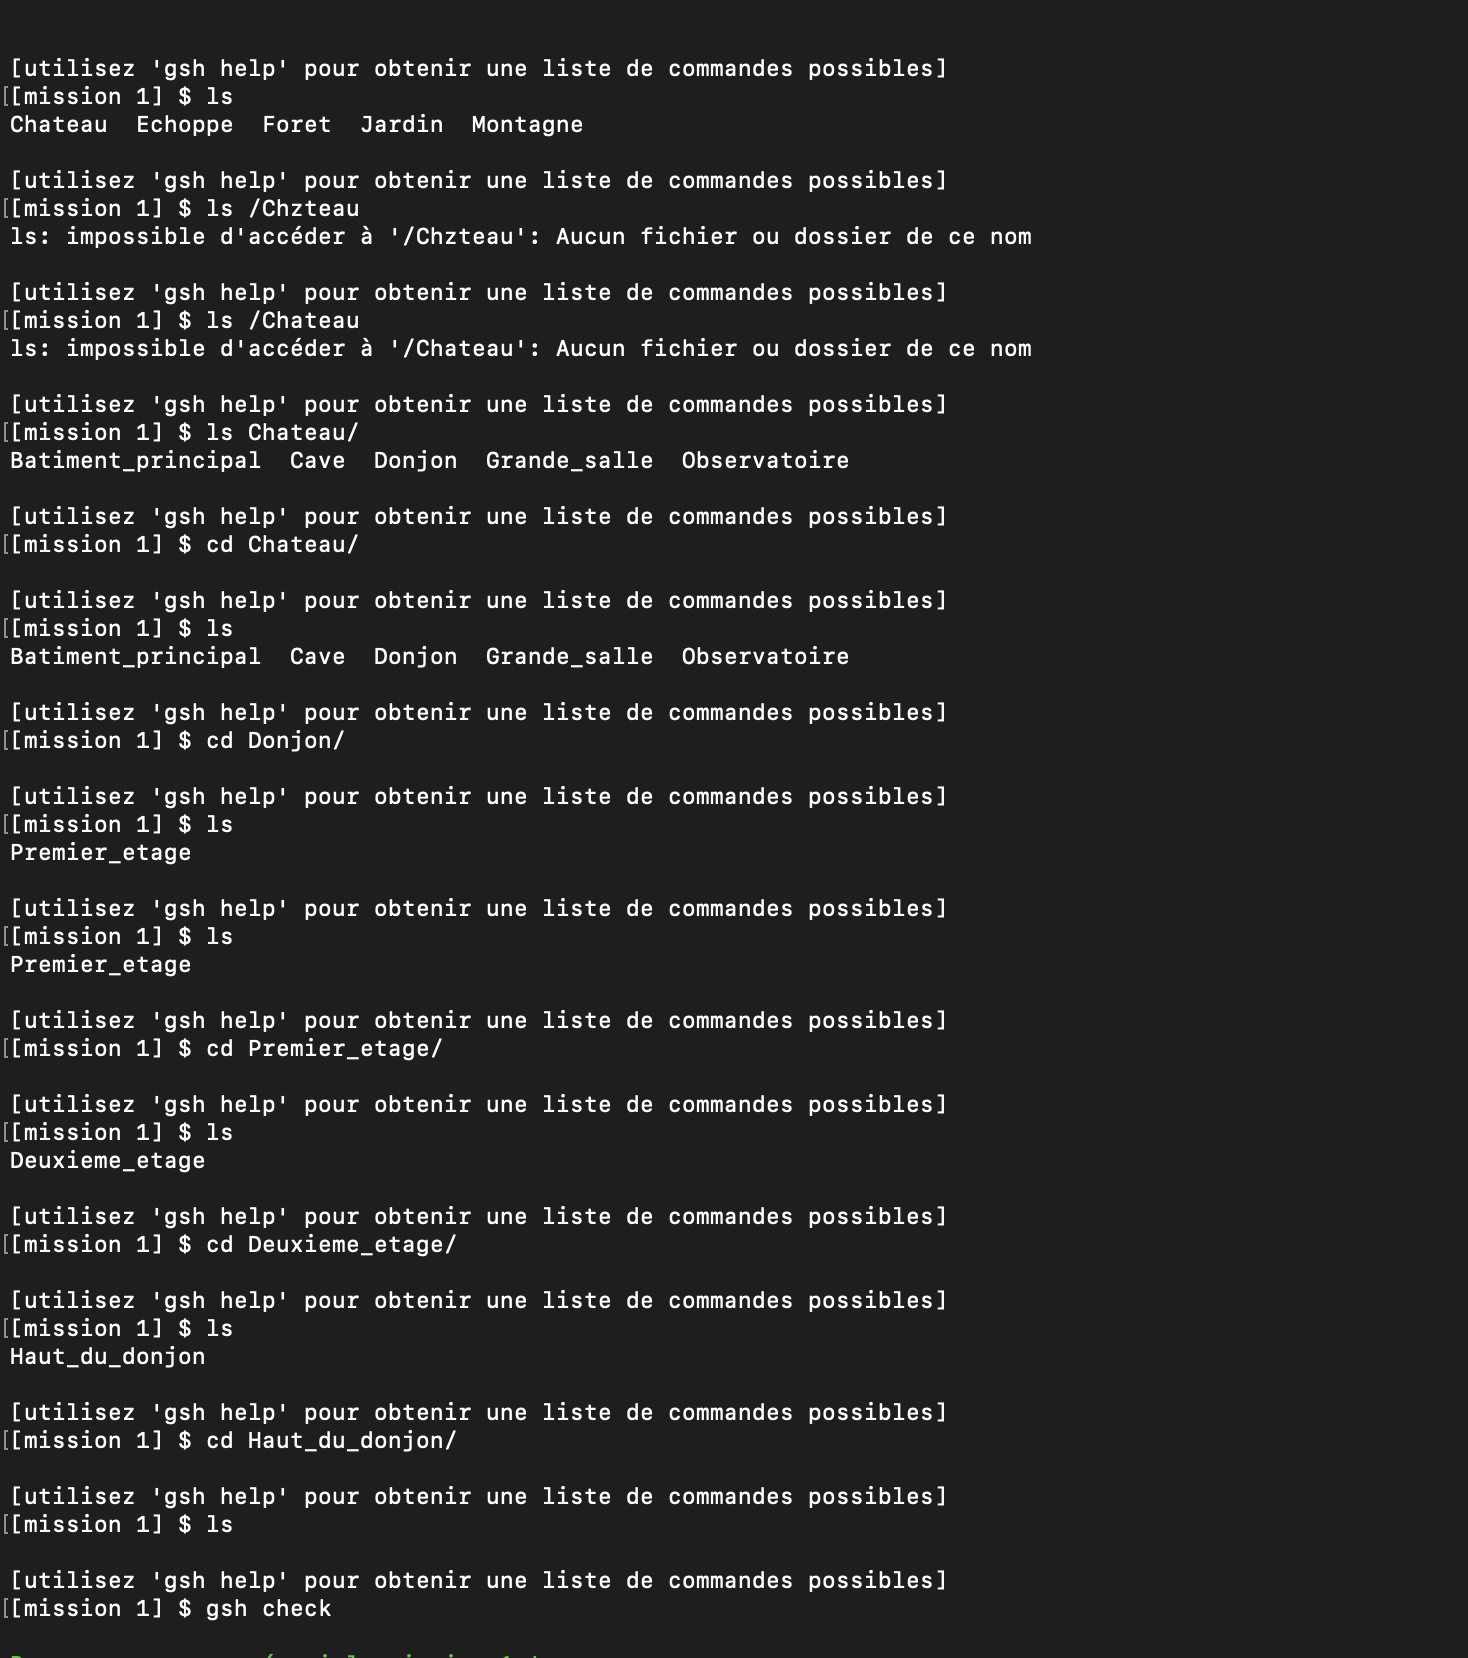 [utilisez 'gsh help' pour obtenir une liste de commandes possibles]
[[mission 1] $ ls
Chateau  Echoppe  Foret  Jardin  Montagne
[utilisez 'gsh help' pour obtenir une liste de commandes possibles]
[[mission 1] $ ls /Chzteau
ls: impossible d'accéder à '/Chzteau': Aucun fichier ou dossier de ce nom
[utilisez 'gsh help' pour obtenir une liste de commandes possibles]
[[mission 1] $ ls /Chateau
ls: impossible d'accéder à '/Chateau': Aucun fichier ou dossier de ce nom
[utilisez 'gsh help' pour obtenir une liste de commandes possibles]
[[mission 1] $ ls Chateau/
Batiment_principal  Cave  Donjon  Grande_salle  Observatoire
[utilisez 'gsh help' pour obtenir une liste de commandes possibles]
[[mission 1] $ cd Chateau/
[utilisez 'gsh help' pour obtenir une liste de commandes possibles]
[[mission 1] $ ls
Batiment_principal  Cave  Donjon  Grande_salle  Observatoire
[utilisez 'gsh help' pour obtenir une liste de commandes possibles]
[[mission 1] $ cd Donjon/
[utilisez 'gsh help' pour obtenir une liste de commandes possibles]
[[mission 1] $ ls
Premier_etage
[utilisez 'gsh help' pour obtenir une liste de commandes possibles]
[[mission 1] $ ls
Premier_etage
[utilisez 'gsh help' pour obtenir une liste de commandes possibles]
[[mission 1] $ cd Premier_etage/
[utilisez 'gsh help' pour obtenir une liste de commandes possibles]
[[mission 1] $ ls
Deuxieme_etage
[utilisez 'gsh help' pour obtenir une liste de commandes possibles]
[[mission 1] $ cd Deuxieme_etage/
[utilisez 'gsh help' pour obtenir une liste de commandes possibles]
[[mission 1] $ ls
Haut_du_donjon
[utilisez 'gsh help' pour obtenir une liste de commandes possibles]
[[mission 1] $ cd Haut_du_donjon/
[utilisez 'gsh help' pour obtenir une liste de commandes possibles]
[[mission 1] $ ls
[utilisez 'gsh help' pour obtenir une liste de commandes possibles]
[[mission 1] $ gsh check